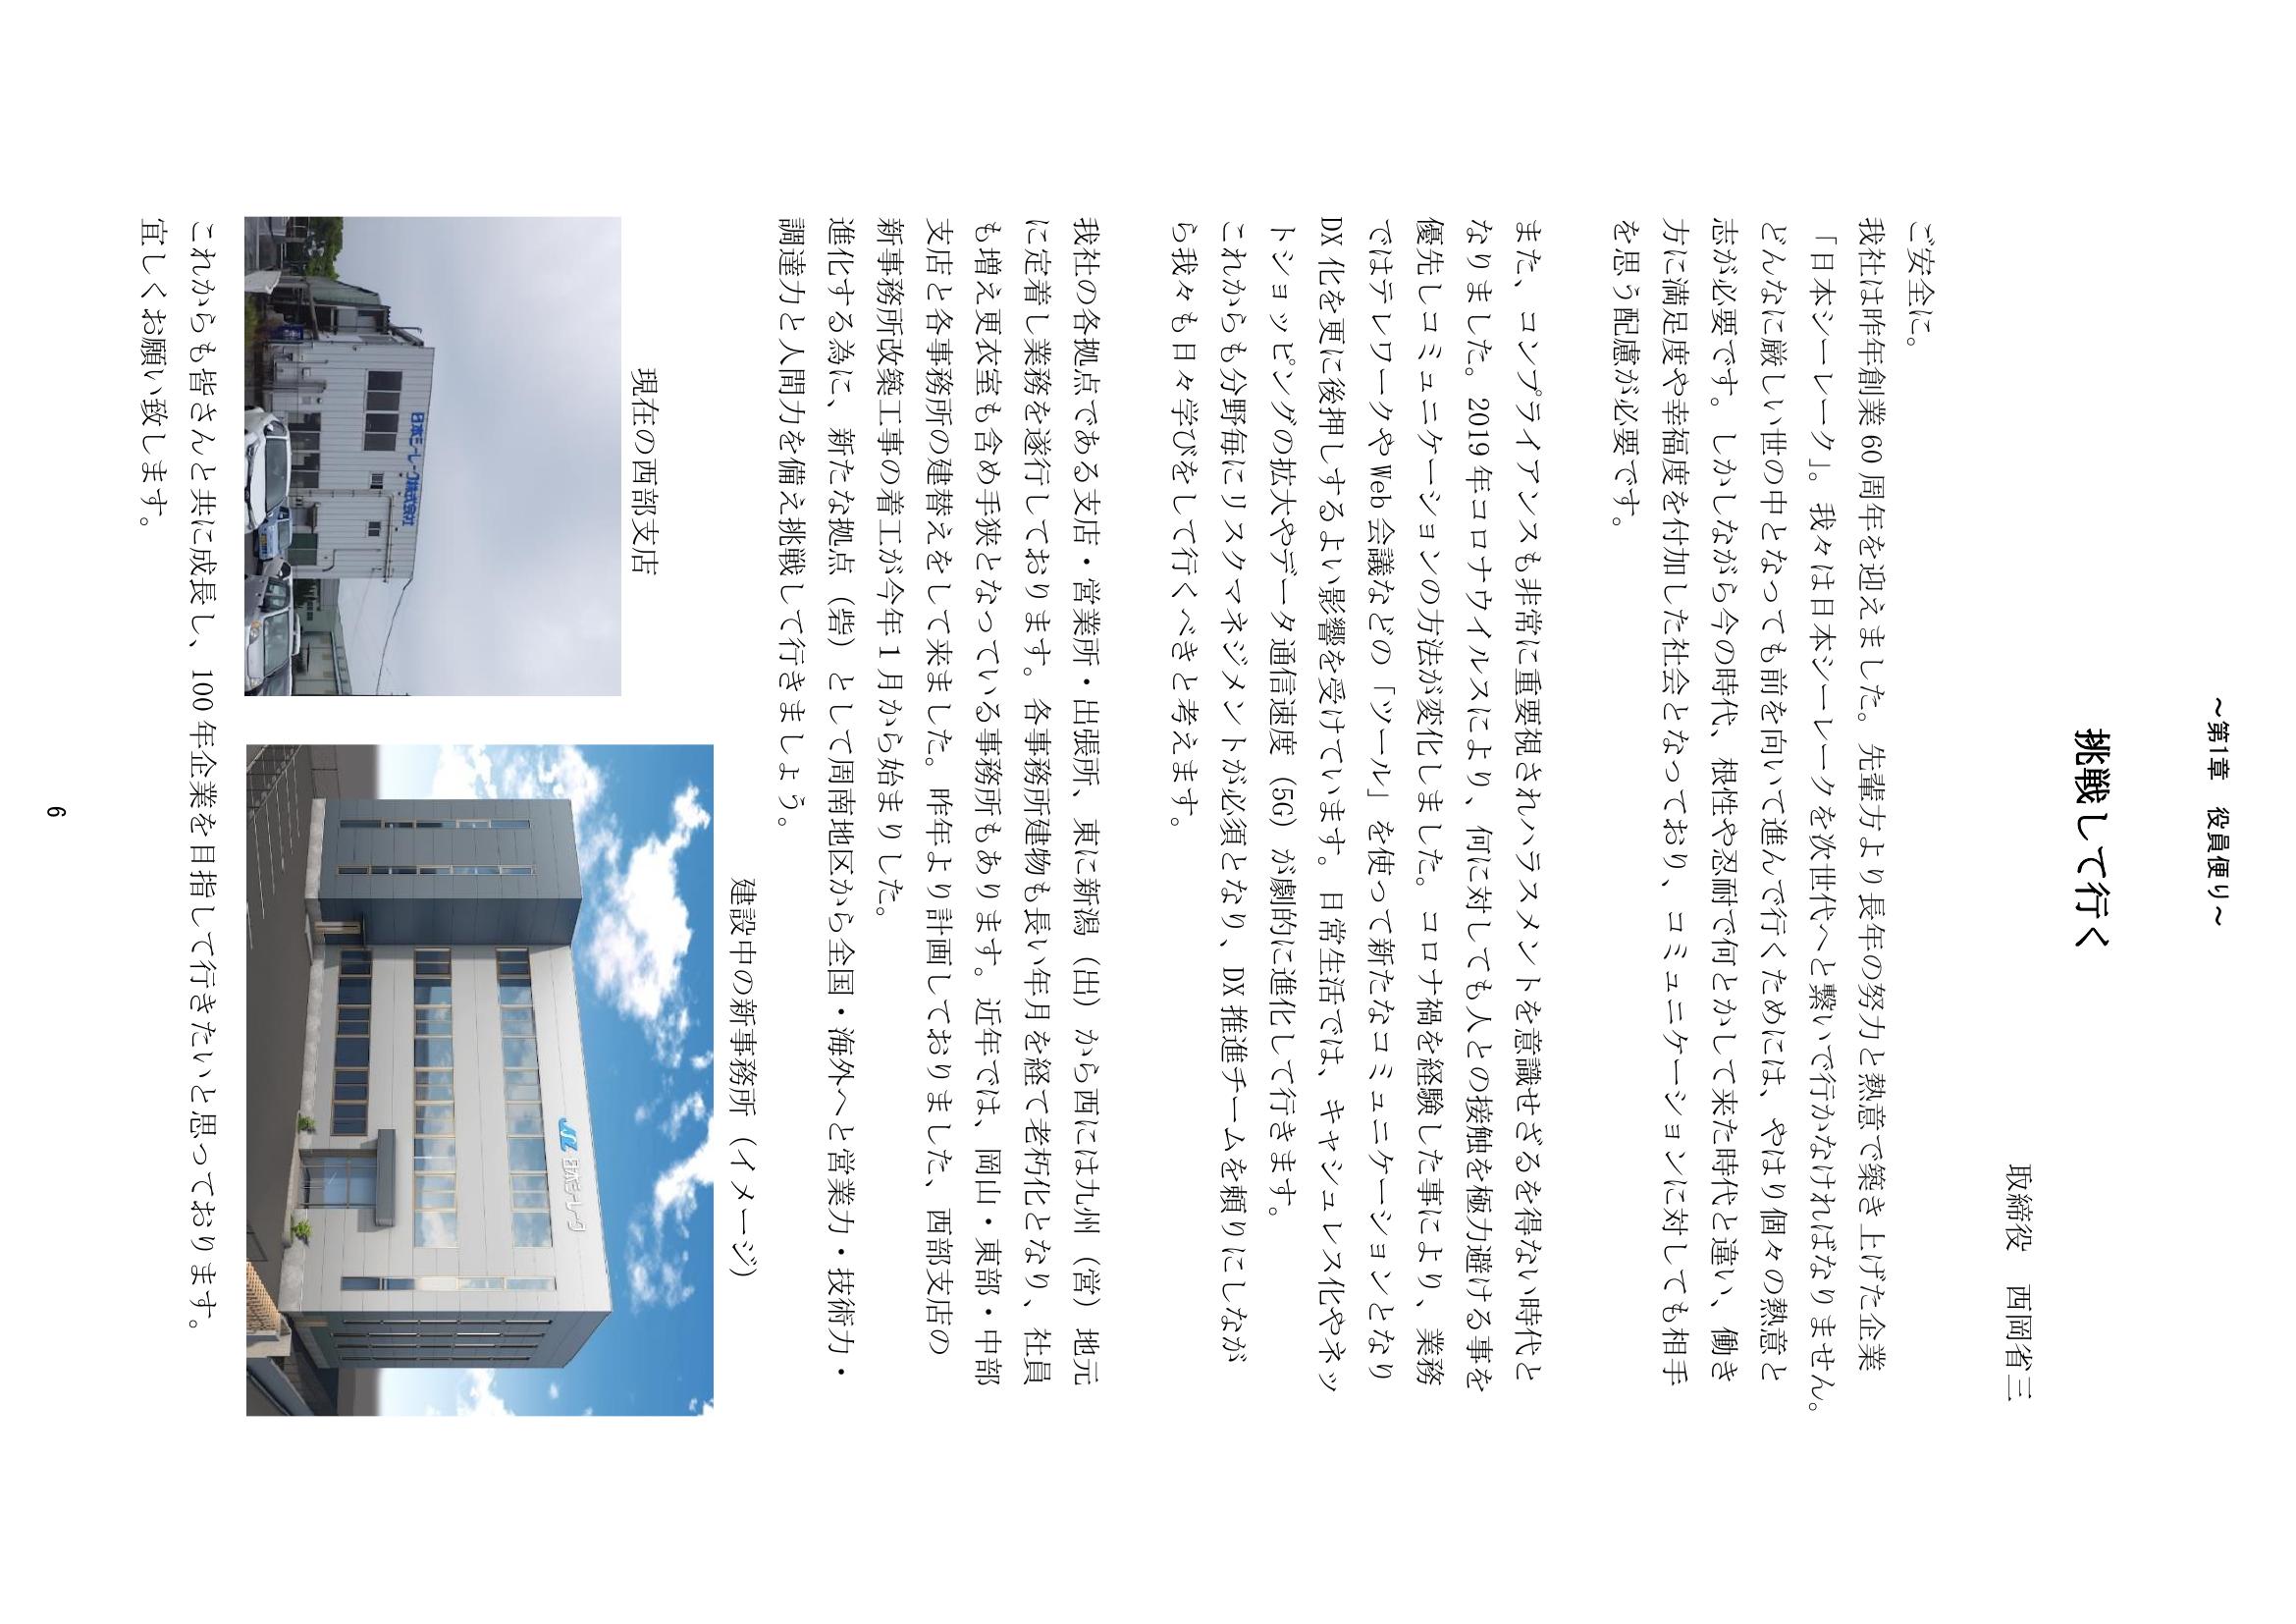 ~第1章　役員便り~
挑戦して行く
取締役　西岡省三
ご安全に。
我社は昨年創業60周年を迎えました。先輩方より長年の努力と熱意で築き上げた企業
「日本シーレーク」。我々は日本シーレークを次世代へと繋いで行かなければなりません。
どんなに厳しい世の中となっても前を向いて進んで行くためには、やはり個々の熱意と
志が必要です。しかしながら今の時代、根性や忍耐で何とかして来た時代と違い、働き
方に満足度や幸福度を付加した社会となっており、コミュニケーションに対しても相手
を思う配慮が必要です。
また、コンプライアンスも非常に重要視されハラスメントを意識せざるを得ない時代と
なりました。2019年コロナウイルスにより、何に対しても人との接触を極力避ける事を
優先しコミュニケーションの方法が変化しました。コロナ禍を経験した事により、業務
ではテレワークやWeb会議などの「ツール」を使って新たなコミュニケーションとなり
DX化を更に後押しするよい影響を受けています。日常生活では、キャシュレス化やネッ
トショッピングの拡大やデータ通信速度（5G）が劇的に進化して行きます。
これからも分野毎にリスクマネジメントが必須となり、DX推進チームを頼りにしなが
ら我々も日々学びをして行くべきと考えます。
我社の各拠点である支店・営業所・出張所、東に新潟（出）から西には九州（営）地元
に定着し業務を遂行しております。各事務所建物も長い年月を経て老朽化となり、社員
も増え更衣室も含め手狭となっている事務所もあります。近年では、岡山・東部・中部
支店と各事務所の建替えをして来ました。昨年より計画しておりました、西部支店の
新事務所改築工事の着工が今年1月から始まりした。
進化する為に、新たな拠点（砦）として周南地区から全国・海外へと営業力・技術力・
調達力と人間力を備え挑戦して行きましょう。
建設中の新事務所（イメージ）
現在の西部支店
日本シーレーク株式会社
日本シーレーク
これからも皆さんと共に成長し、100年企業を目指して行きたいと思っております。
宜しくお願い致します。
6